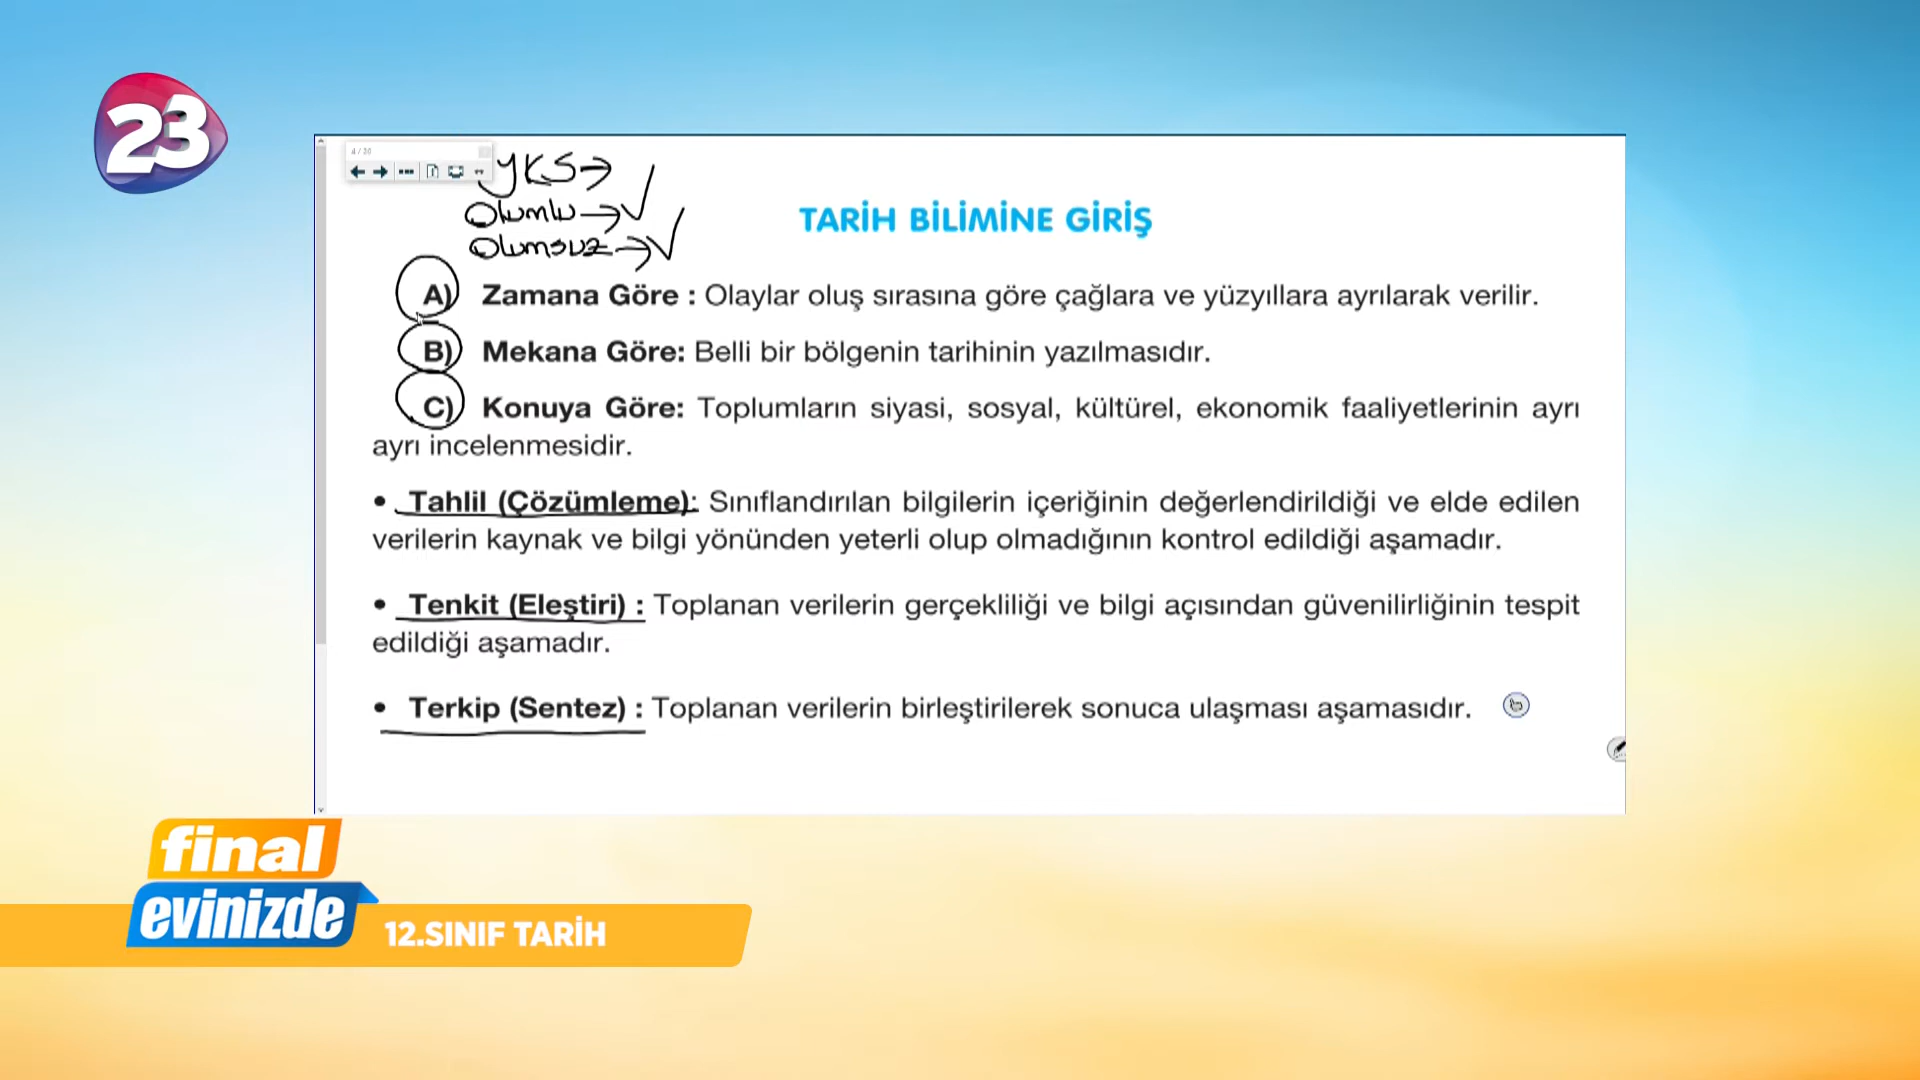 23
4 / 30
YKS →
Olumlu → √
Olumsuz → √
TARİH BİLİMİNE GİRİŞ
A) Zamana Göre : Olaylar oluş sırasına göre çağlara ve yüzyıllara ayrılarak verilir.
B) Mekana Göre: Belli bir bölgenin tarihinin yazılmasıdır.
C) Konuya Göre: Toplumların siyasi, sosyal, kültürel, ekonomik faaliyetlerinin ayrı
ayrı incelenmesidir.
• Tahlil (Çözümleme): Sınıflandırılan bilgilerin içeriğinin değerlendirildiği ve elde edilen
verilerin kaynak ve bilgi yönünden yeterli olup olmadığının kontrol edildiği aşamadır.
• Tenkit (Eleştiri) : Toplanan verilerin gerçekliliği ve bilgi açısından güvenilirliğinin tespit
edildiği aşamadır.
• Terkip (Sentez) : Toplanan verilerin birleştirilerek sonuca ulaşması aşamasıdır.
final
evinizde
12.SINIF TARİH